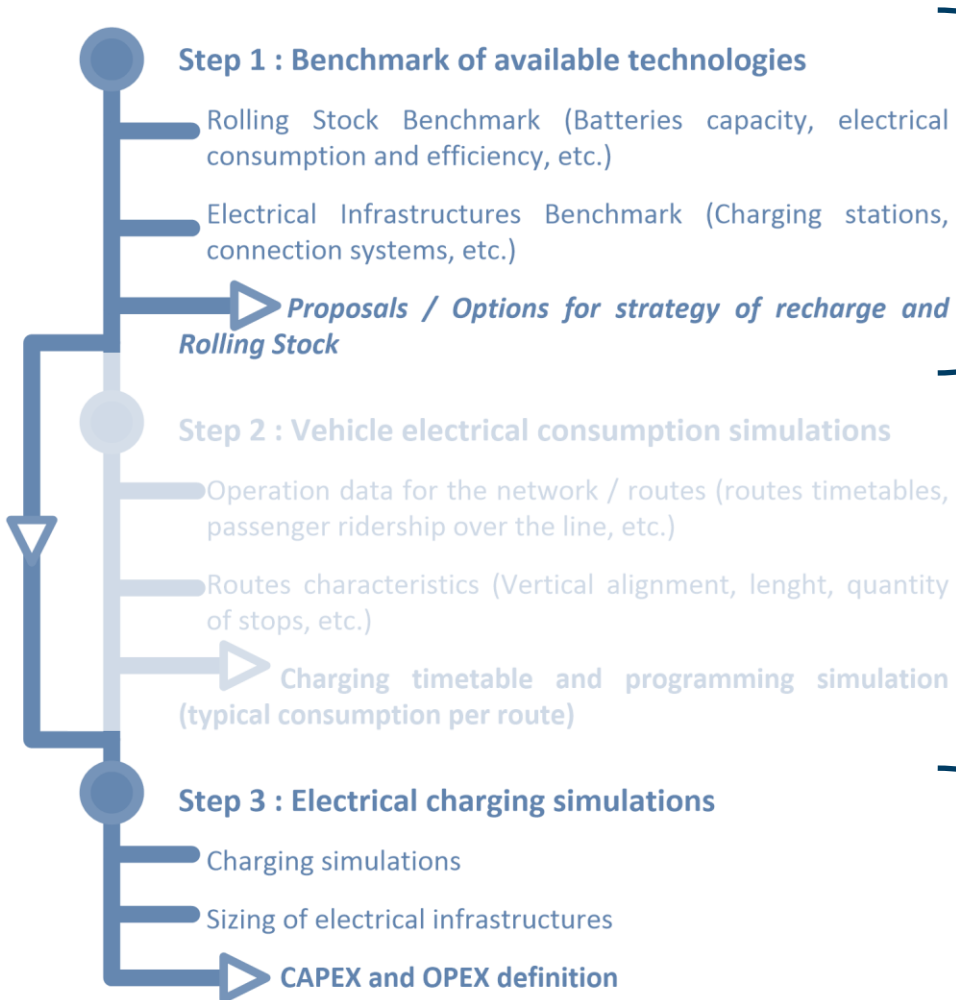 Step 1 : Benchmark of available technologies
Rolling Stock Benchmark (Batteries capacity, electrical
consumption and efficiency, etc.)
Electrical Infrastructures Benchmark (Charging stations,
connection systems, etc.)
Proposals / Options for strategy of recharge and
Rolling Stock
Step 2 : Vehicle electrical consumption simulations
Operation data for the network / routes (routes timetables,
passenger ridership over the line, etc.)
Routes characteristics (Vertical alignment, lenght, quantity
of stops, etc.)
Charging timetable and programming simulation
(typical consumption per route)
Step 3 : Electrical charging simulations
Charging simulations
Sizing of electrical infrastructures
CAPEX and OPEX definition